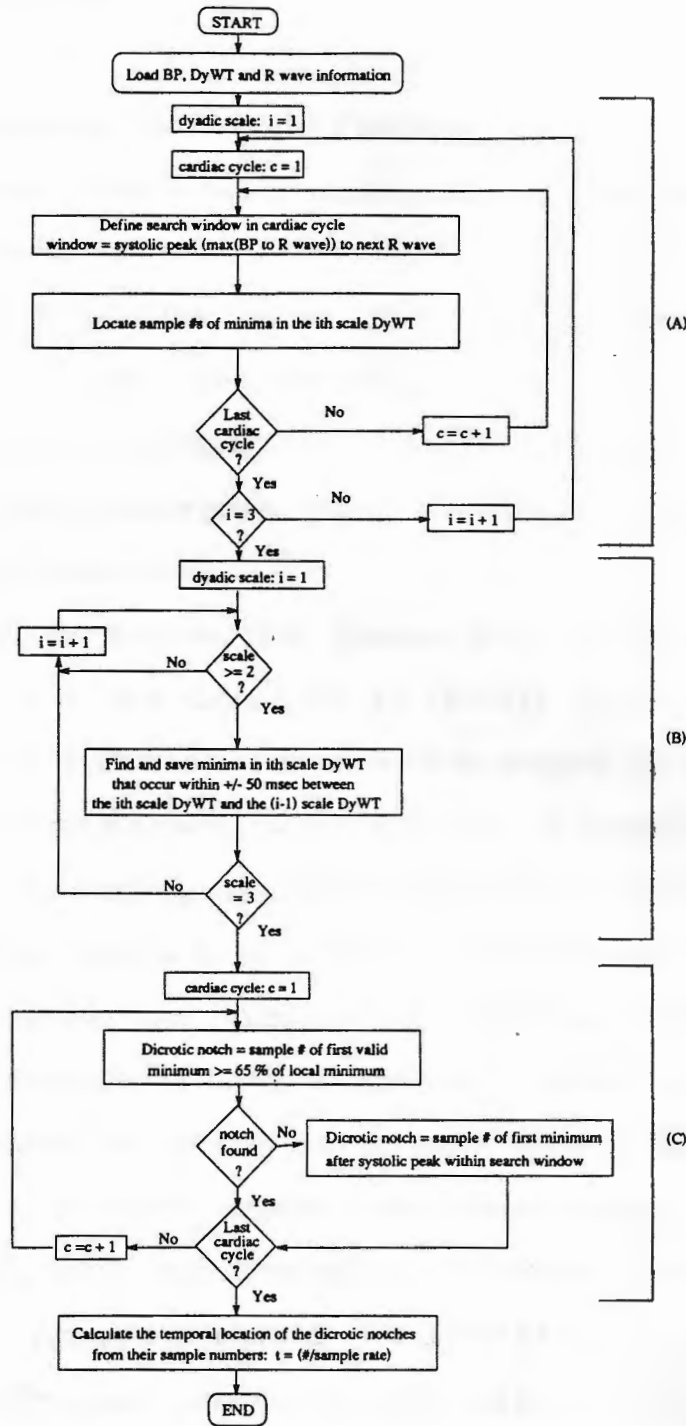 START
Load BP, DyWT and R wave information
dyadic scale: i = 1
cardiac cycle: c = 1
Define search window in cardiac cycle
window = systolic peak (max(BP to R wave)) to next R wave
Locate sample #s of minima in the ith scale DyWT
(A)
Last
cardiac
cycle
?
No
c = c + 1
Yes
i = 3
?
No
i = i + 1
Yes
dyadic scale: i = 1
i = i + 1
No
scale
>= 2
?
Yes
(B)
Find and save minima in ith scale DyWT
that occur within +/- 50 msec between
the ith scale DyWT and the (i-1) scale DyWT
No
scale
= 3
?
Yes
cardiac cycle: c = 1
Dicrotic notch = sample # of first valid
minimum >= 65 % of local minimum
notch
found
?
No
Dicrotic notch = sample # of first minimum
after systolic peak within search window
(C)
Yes
c =c + 1
No
Last
cardiac
cycle
?
Yes
Calculate the temporal location of the dicrotic notches
from their sample numbers: t = (#/sample rate)
END